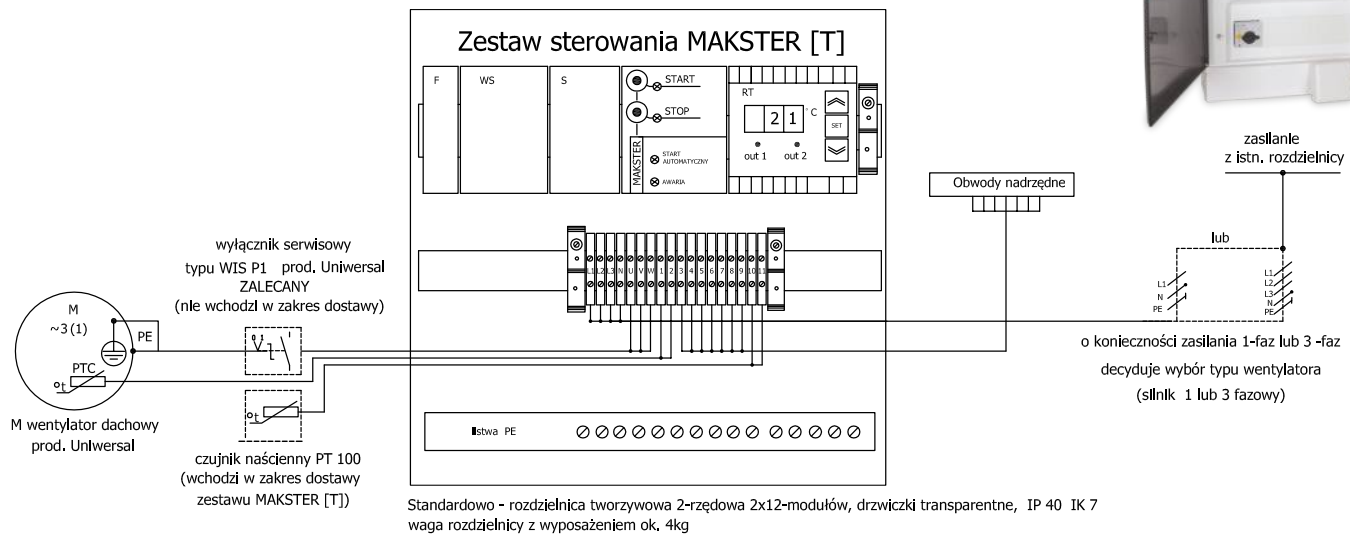 Zestaw sterowania MAKSTER [T]
F
WS
S
START
STOP
MAKSTER
START
AUTOMATYCZNY
AWARIA
RT
21 °C
SET
out 1 out 2
zasilanie
z istn. rozdzielnicy
Obwody nadrzędne
lub
L1
N
PE
L1
L2
L3
N
PE
o konieczności zasilania 1-faz lub 3 -faz
decyduje wybór typu wentylatora
(silnik 1 lub 3 fazowy)
wyłącznik serwisowy
typu WIS P1 prod. Uniwersal
ZALECANY
(nie wchodzi w zakres dostawy)
L1 L2 L3 N U V W 1 2 3 4 5 6 7 8 9 10 11
M
~3 (1)
PE
PTC
t
0 1
t
M wentylator dachowy
prod. Uniwersal
czujnik naścienny PT 100
(wchodzi w zakres dostawy
zestawu MAKSTER [T])
listwa PE
Standardowo - rozdzielnica tworzywowa 2-rzędowa 2x12-modułów, drzwiczki transparentne, IP 40 IK 7
waga rozdzielnicy z wyposażeniem ok. 4kg